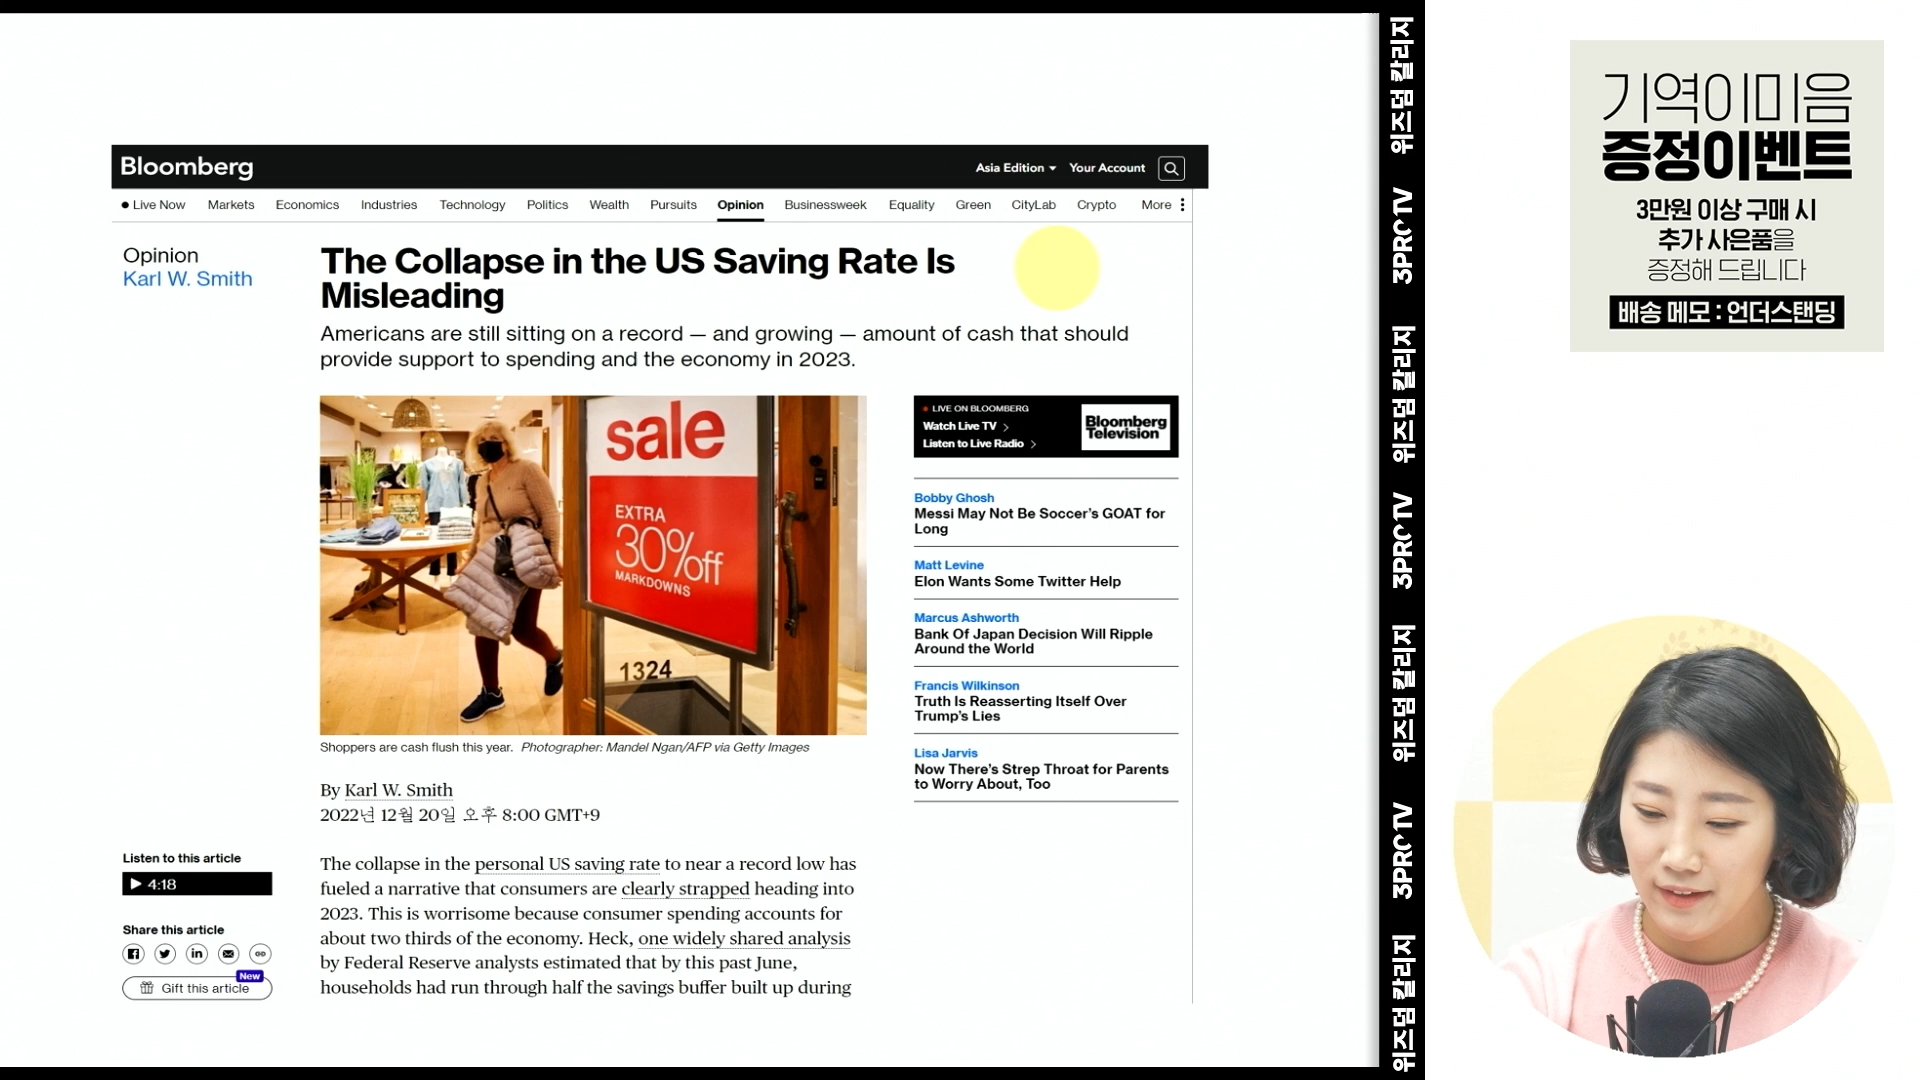 Bloomberg
Asia Edition
Your Account
Live Now
Markets
Economics
Industries
Technology
Politics
Wealth
Pursuits
Opinion
Businessweek
Equality
Green
CityLab
Crypto
More
Opinion
Karl W. Smith
The Collapse in the US Saving Rate Is
Misleading
Americans are still sitting on a record — and growing — amount of cash that should
provide support to spending and the economy in 2023.
sale
EXTRA
30%off
MARKDOWNS
1324
Shoppers are cash flush this year. Photographer: Mandel Ngan/AFP via Getty Images
By Karl W. Smith
2022년 12월 20일 오후 8:00 GMT+9
Listen to this article
4:18
Share this article
New
Gift this article
The collapse in the personal US saving rate to near a record low has
fueled a narrative that consumers are clearly strapped heading into
2023. This is worrisome because consumer spending accounts for
about two thirds of the economy. Heck, one widely shared analysis
by Federal Reserve analysts estimated that by this past June,
households had run through half the savings buffer built up during
LIVE ON BLOOMBERG
Watch Live TV
Listen to Live Radio
Bloomberg
Television
Bobby Ghosh
Messi May Not Be Soccer's GOAT for
Long
Matt Levine
Elon Wants Some Twitter Help
Marcus Ashworth
Bank Of Japan Decision Will Ripple
Around the World
Francis Wilkinson
Truth Is Reasserting Itself Over
Trump's Lies
Lisa Jarvis
Now There's Strep Throat for Parents
to Worry About, Too
위즈덤 칼리지
3PROTV
위즈덤 칼리지
3PROTV
위즈덤 칼리지
3PROTV
위즈덤 칼리지
기역이미음
증정이벤트
3만원 이상 구매 시
추가 사은품을
증정해 드립니다
배송 메모 : 언더스탠딩